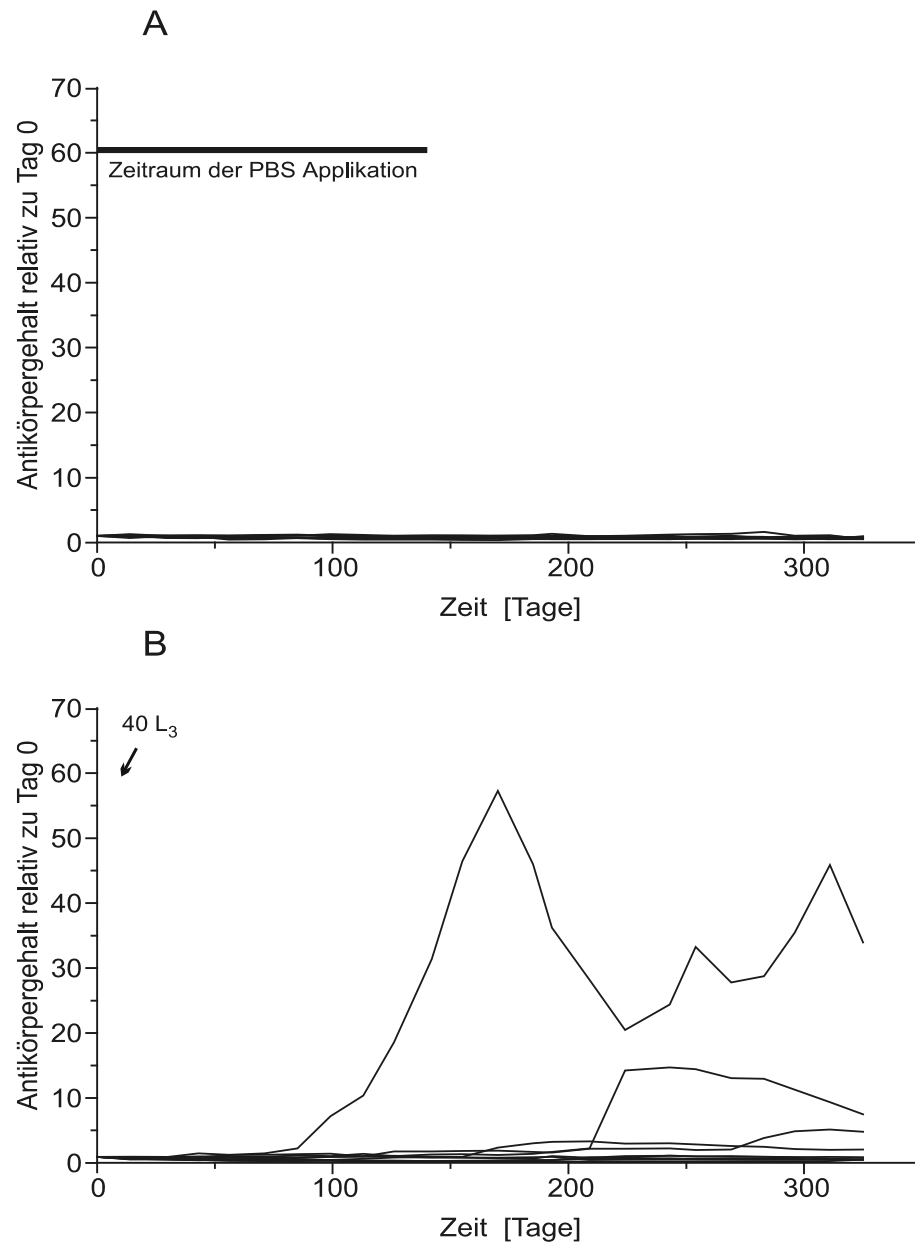 A
Antikörpergehalt relativ zu Tag 0
70
60
50
40
30
20
10
0
Zeitraum der PBS Applikation
0 100 200 300
Zeit [Tage]
B
Antikörpergehalt relativ zu Tag 0
70
60
50
40
30
20
10
0
40 L₃
0 100 200 300
Zeit [Tage]